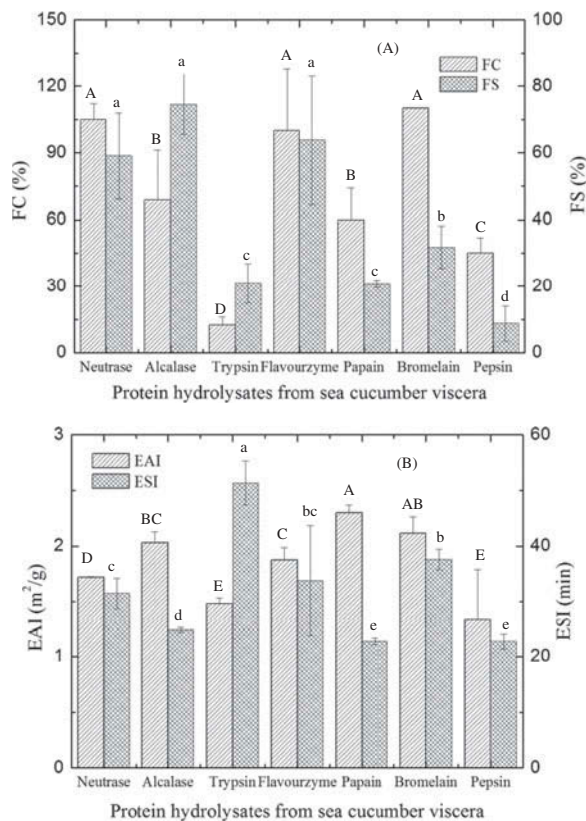 150
120
90
60
30
0
FC (%)
100
80
60
40
20
0
FS (%)
(A)
FC
FS
A a B a D c A a B c A b C d
Neutrase Alcalase Trypsin Flavourzyme Papain Bromelain Pepsin
Protein hydrolysates from sea cucumber viscera
3
2
1
0
EAI (m²/g)
60
40
20
0
ESI (min)
(B)
EAI
ESI
D c BC d E a C bc A e AB b E e
Neutrase Alcalase Trypsin Flavourzyme Papain Bromelain Pepsin
Protein hydrolysates from sea cucumber viscera